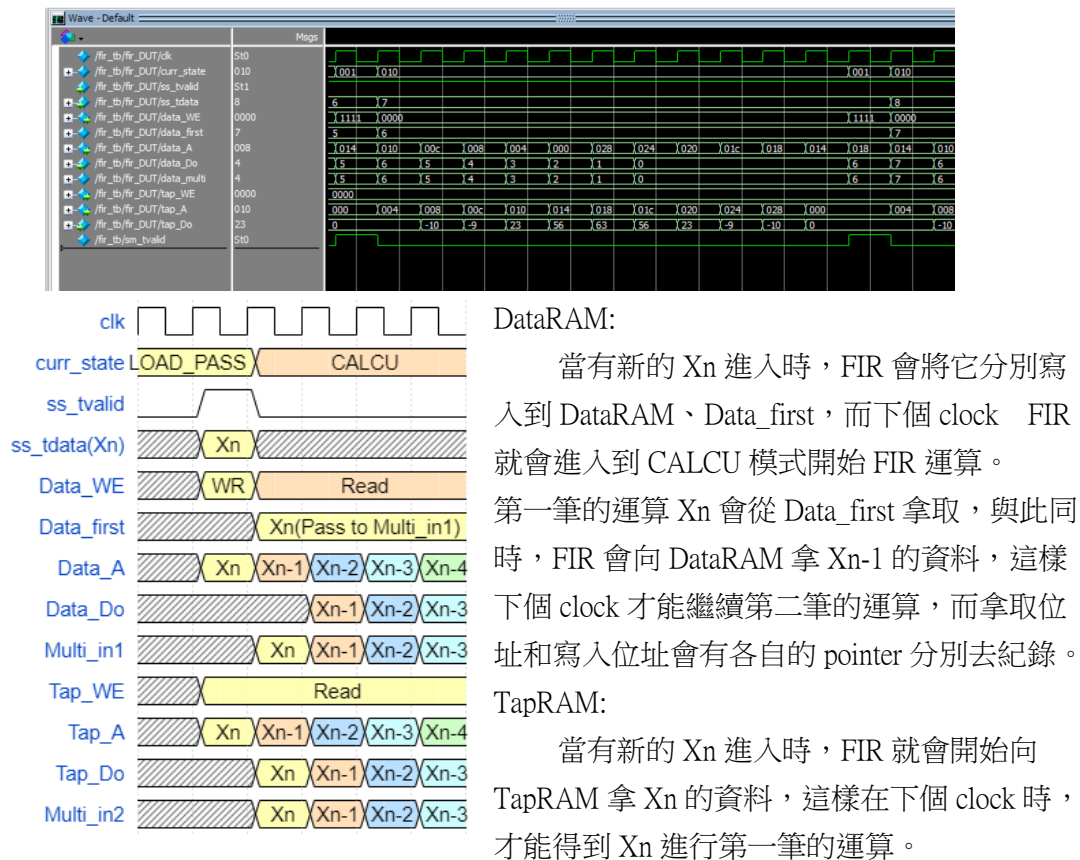 Wave - Default
Msgs
/fir_tb/fir_DUT/clk St0
/fir_tb/fir_DUT/curr_state 010 001 010 001 010
/fir_tb/fir_DUT/ss_tvalid St1
/fir_tb/fir_DUT/ss_tdata 8 6 7 8
/fir_tb/fir_DUT/data_WE 0000 1111 0000 1111 0000
/fir_tb/fir_DUT/data_first 7 5 6 7
/fir_tb/fir_DUT/data_A 008 014 010 00c 008 004 000 028 024 020 01c 018 014 018 014 010
/fir_tb/fir_DUT/data_Do 4 5 6 5 4 3 2 1 0 6 7 6
/fir_tb/fir_DUT/data_multi 4 5 6 5 4 3 2 1 0 6 7 6
/fir_tb/fir_DUT/tap_WE 0000 0000
/fir_tb/fir_DUT/tap_A 010 000 004 008 00c 010 014 018 01c 020 024 028 000 004 008
/fir_tb/fir_DUT/tap_Do 23 0 -10 -9 23 56 63 56 23 -9 -10 0 -10
/fir_tb/sm_tvalid St0
clk
curr_state LOAD_PASS CALCU
ss_tvalid
ss_tdata(Xn) Xn
Data_WE WR Read
Data_first Xn(Pass to Multi_in1)
Data_A Xn Xn-1 Xn-2 Xn-3 Xn-4
Data_Do Xn-1 Xn-2 Xn-3
Multi_in1 Xn Xn-1 Xn-2 Xn-3
Tap_WE Read
Tap_A Xn Xn-1 Xn-2 Xn-3 Xn-4
Tap_Do Xn Xn-1 Xn-2 Xn-3
Multi_in2 Xn Xn-1 Xn-2 Xn-3
DataRAM:
當有新的 Xn 進入時，FIR 會將它分別寫
入到 DataRAM、Data_first，而下個 clock FIR
就會進入到 CALCU 模式開始 FIR 運算。
第一筆的運算 Xn 會從 Data_first 拿取，與此同
時，FIR 會向 DataRAM 拿 Xn-1 的資料，這樣
下個 clock 才能繼續第二筆的運算，而拿取位
址和寫入位址會有各自的 pointer 分別去紀錄。
TapRAM:
當有新的 Xn 進入時，FIR 就會開始向
TapRAM 拿 Xn 的資料，這樣在下個 clock 時，
才能得到 Xn 進行第一筆的運算。